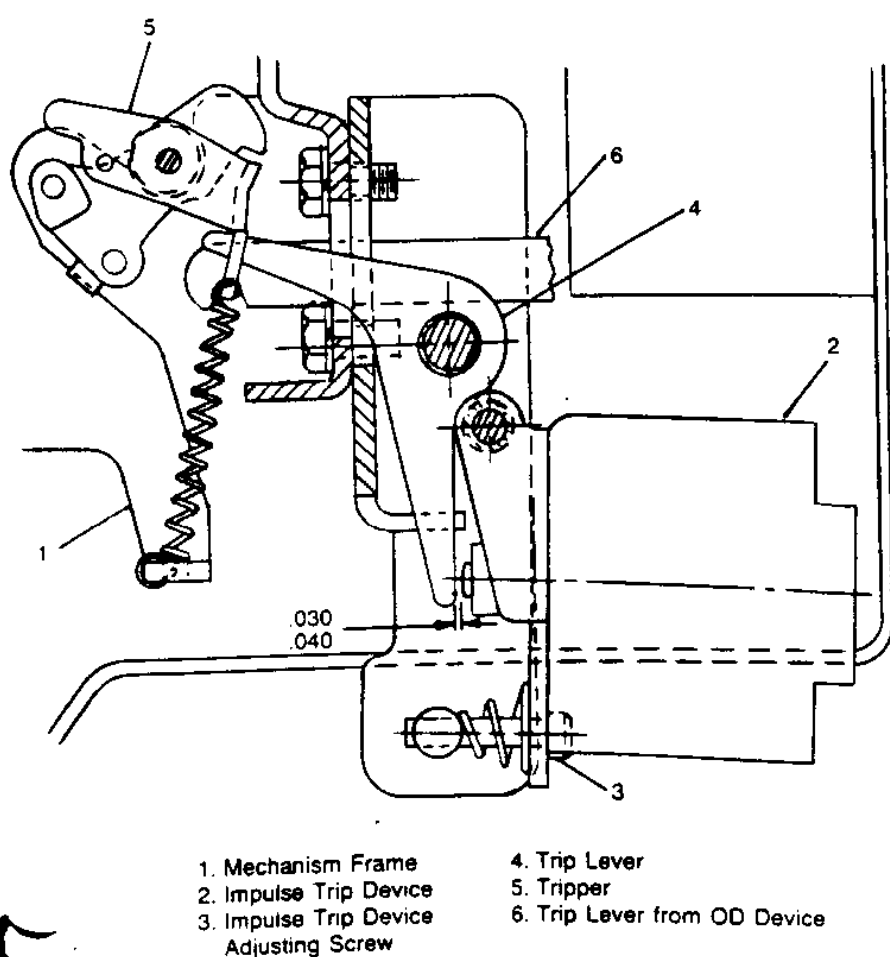 5
6
4
2
1
.030
.040
3
1. Mechanism Frame
2. Impulse Trip Device
3. Impulse Trip Device
Adjusting Screw
4. Trip Lever
5. Tripper
6. Trip Lever from OD Device